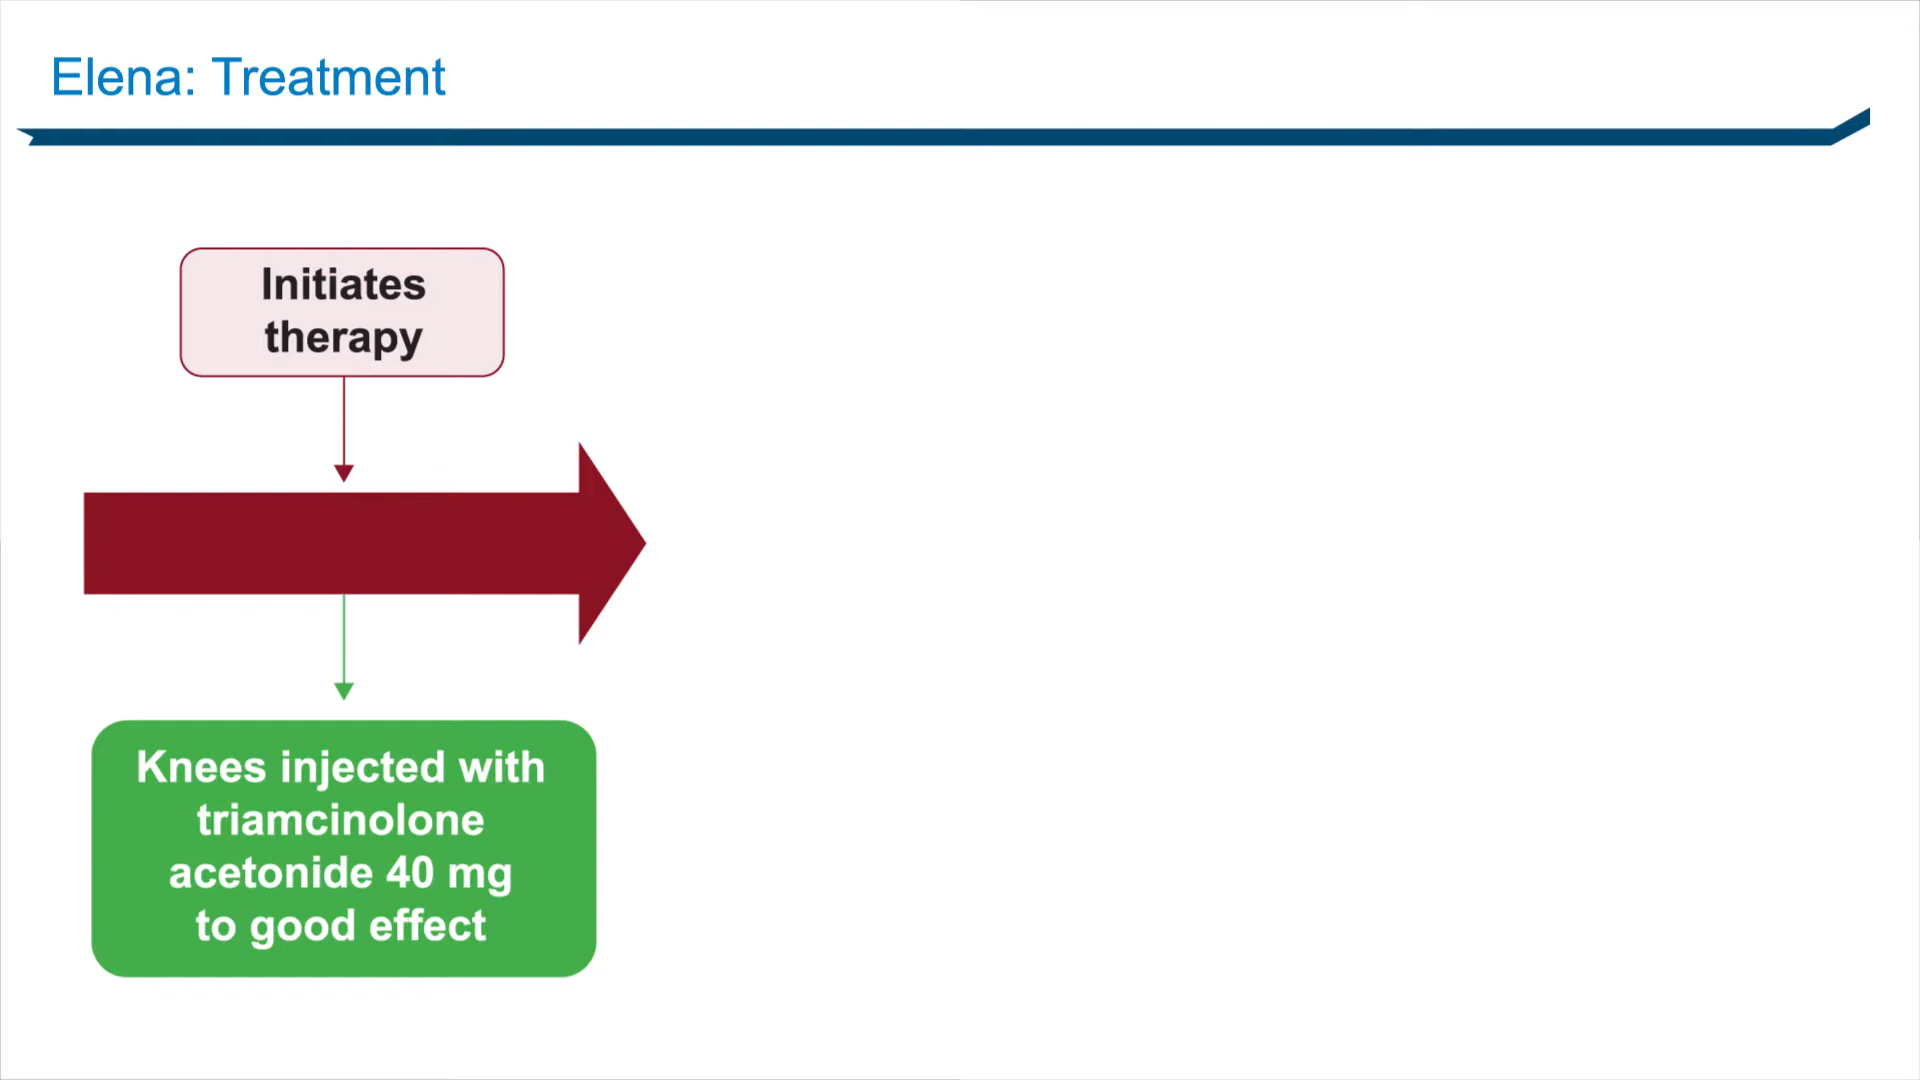 Elena: Treatment
Initiates
therapy
Knees injected with
triamcinolone
acetonide 40 mg
to good effect